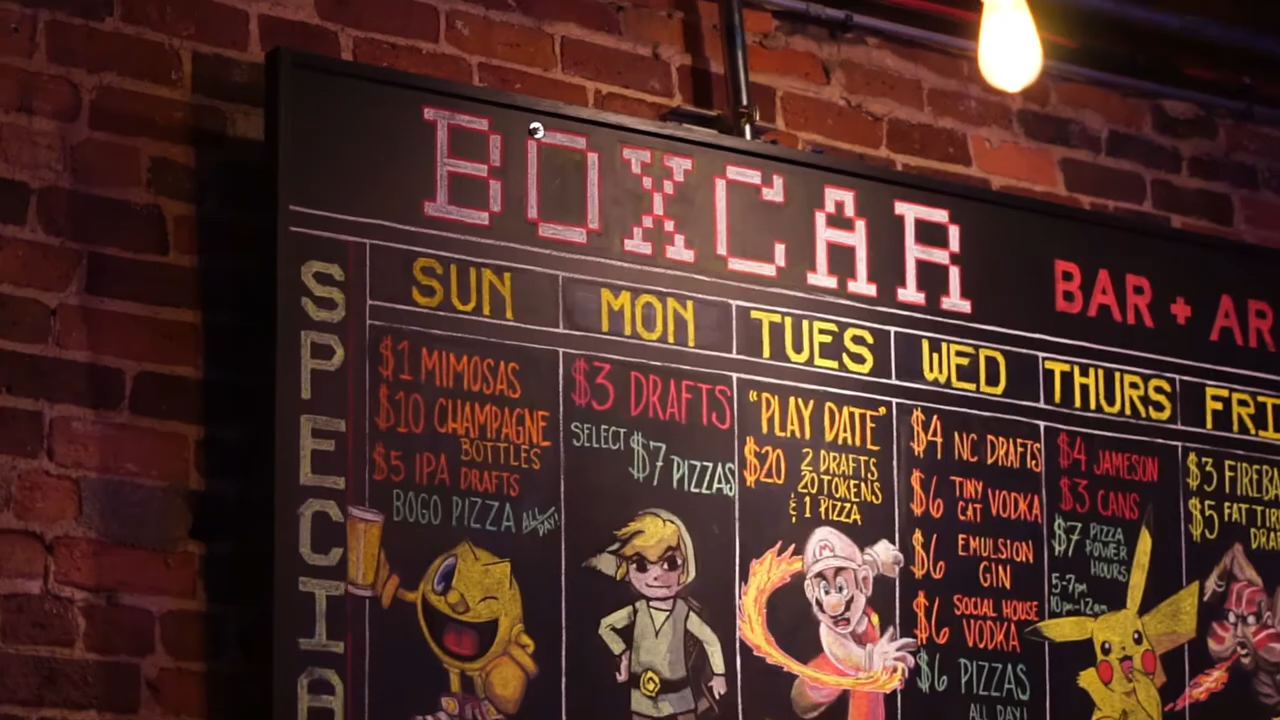 BOXCAR
BAR + AR
SPECIA
SUN
$1 MIMOSAS
$10 CHAMPAGNE
BOTTLES
$5 IPA DRAFTS
BOGO PIZZA ALL DAY!
MON
$3 DRAFTS
SELECT $7 PIZZAS
TUES
"PLAY DATE"
$20 2 DRAFTS
20 TOKENS
& 1 PIZZA
WED
$4 NC DRAFTS
$6 TINY CAT VODKA
$6 EMULSION
GIN
$6 SOCIAL HOUSE
VODKA
$6 PIZZAS
ALL DAY!
THURS
$4 JAMESON
$3 CANS
$7 PIZZA
POWER
HOURS
5-7pm
10pm-12am
FRI
$3 FIREBA
$5 FAT TIR
DRA
M